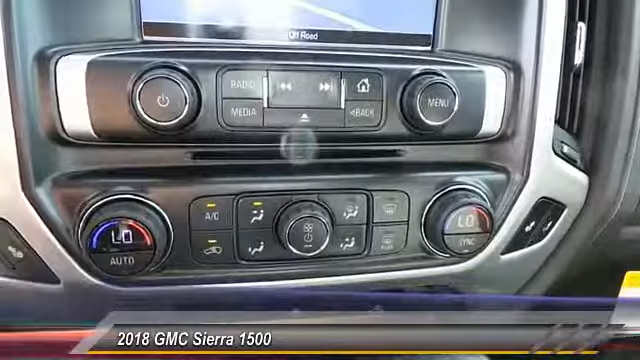 Off Road
RADIO
MEDIA
<BACK
MENU
LO
AUTO
A/C
LO
SYNC
2018 GMC Sierra 1500